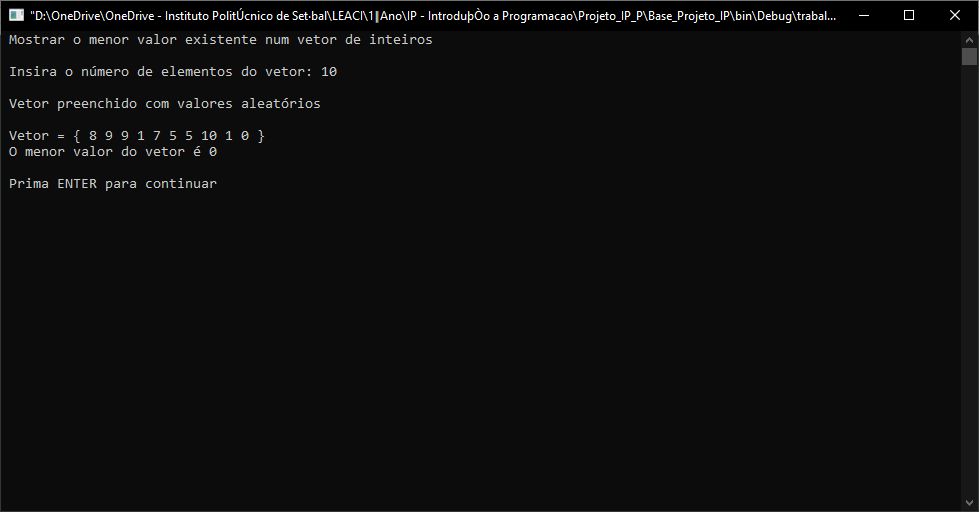 "D:\OneDrive\OneDrive - Instituto PolitÚcnico de Set·bal\LEACI\1║Ano\IP - IntroduþÒo a Programacao\Projeto_IP_P\Base_Projeto_IP\bin\Debug\trabal...
Mostrar o menor valor existente num vetor de inteiros
Insira o número de elementos do vetor: 10
Vetor preenchido com valores aleatórios
Vetor = { 8 9 9 1 7 5 5 10 1 0 }
O menor valor do vetor é 0
Prima ENTER para continuar